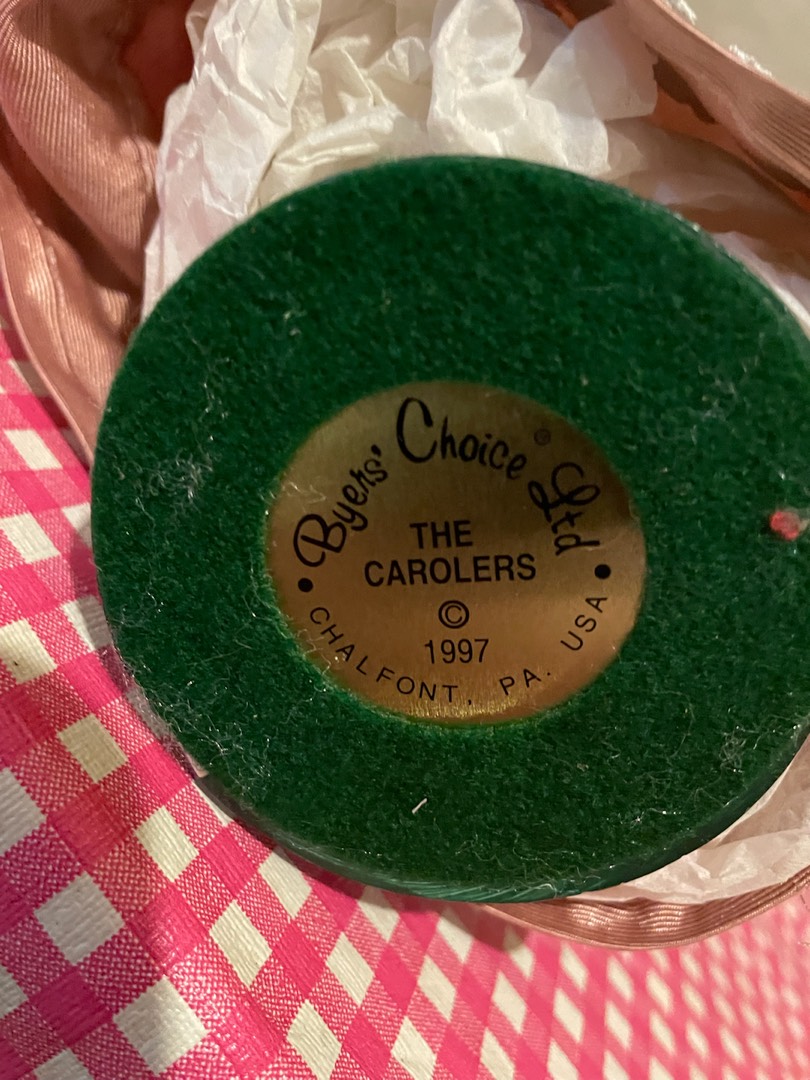 Byers' Choice® Ltd
THE
CAROLERS
©
1997
• CHALFONT, PA. USA •